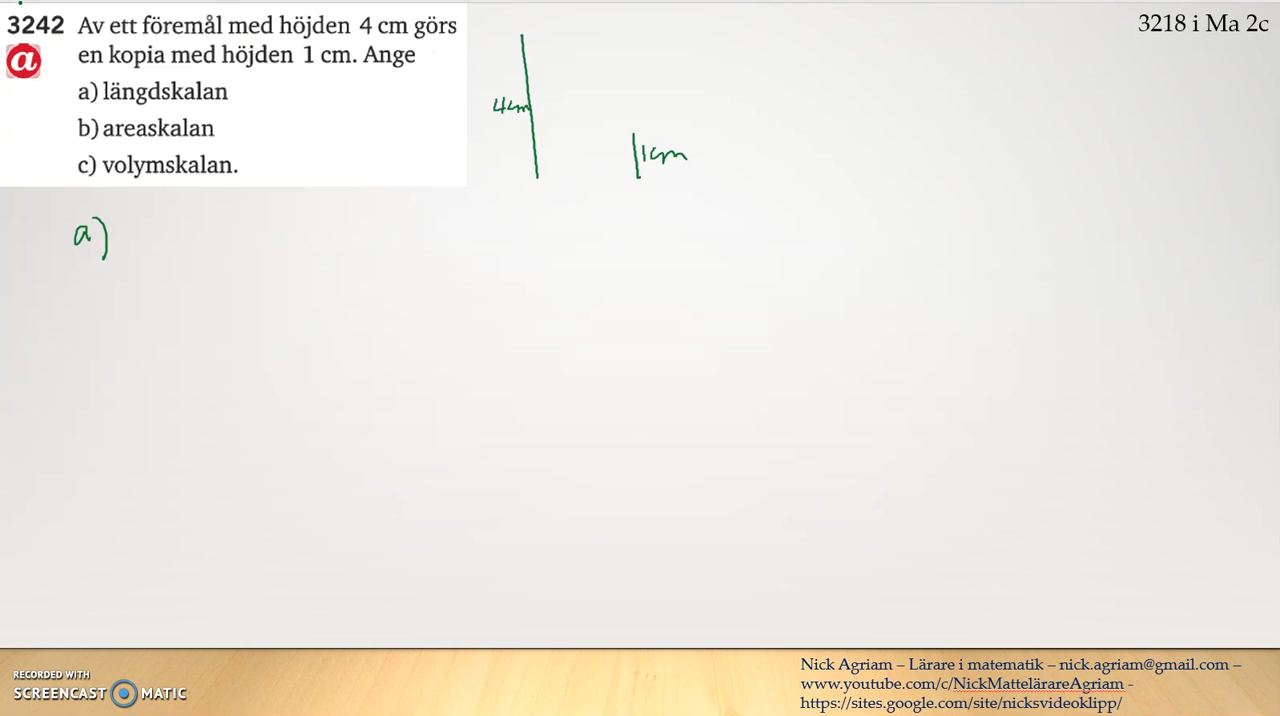 3218 i Ma 2c
3242 Av ett föremål med höjden 4 cm görs
en kopia med höjden 1 cm. Ange
a) längdskalan
b) areaskalan
c) volymskalan.
a
4cm
1cm
a)
RECORDED WITH
SCREENCAST MATIC
Nick Agriam – Lärare i matematik – nick.agriam@gmail.com –
www.youtube.com/c/NickMattelärareAgriam -
https://sites.google.com/site/nicksvideoklipp/